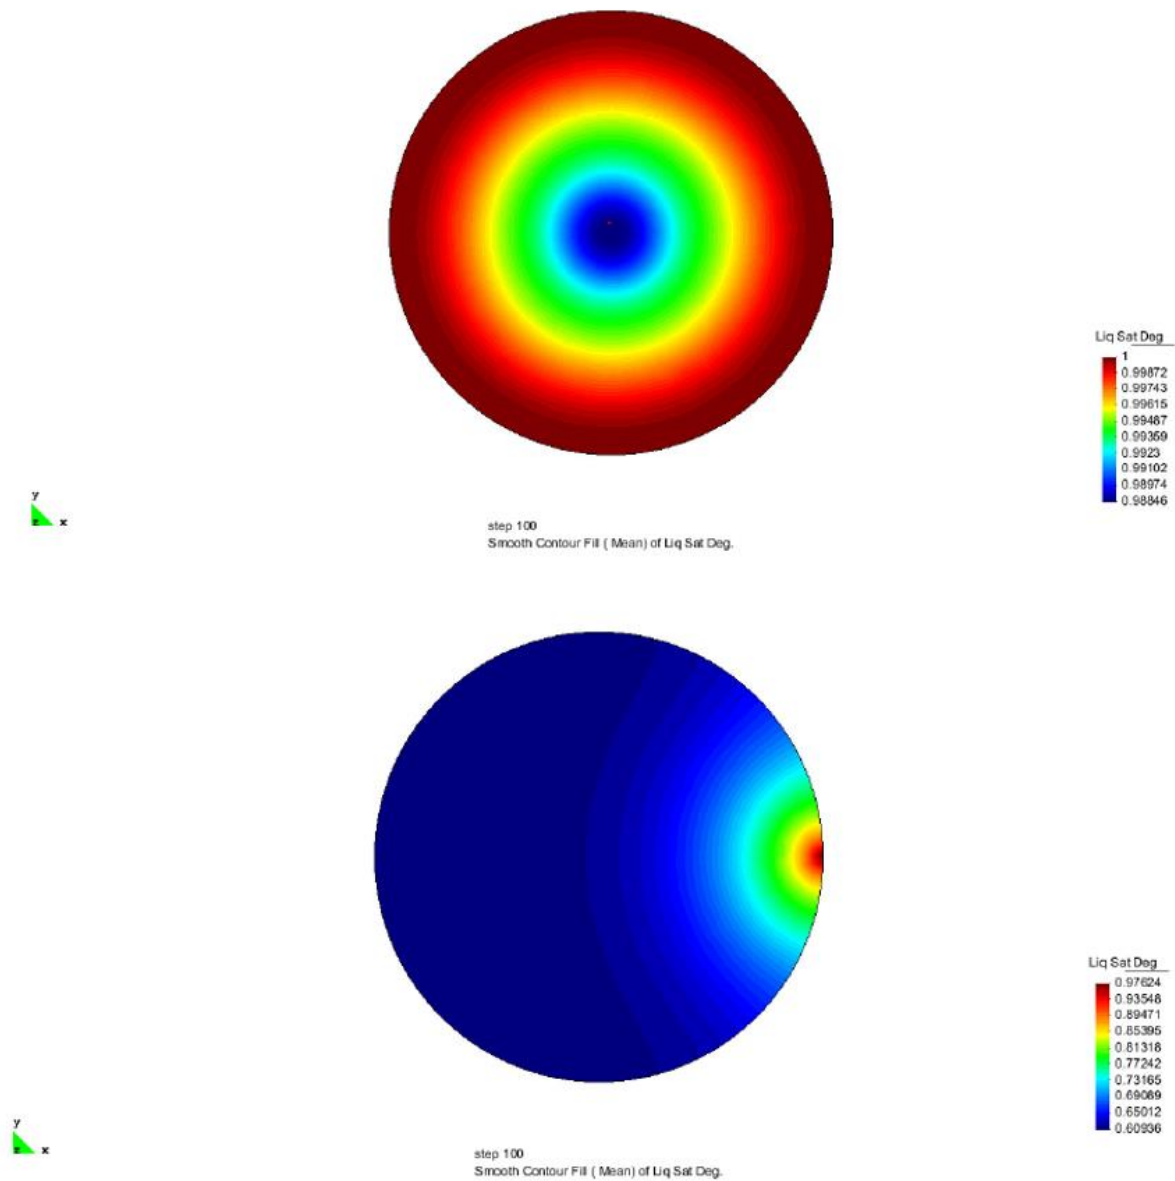 Liq Sat Deg
1
0.99872
0.99743
0.99615
0.99487
0.99359
0.9923
0.99102
0.98974
0.98846
y
z x
step 100
Smooth Contour Fill ( Mean) of Liq Sat Deg.
Liq Sat Deg
0.97624
0.93548
0.89471
0.85395
0.81318
0.77242
0.73165
0.69089
0.65012
0.60936
y
z x
step 100
Smooth Contour Fill ( Mean) of Liq Sat Deg.